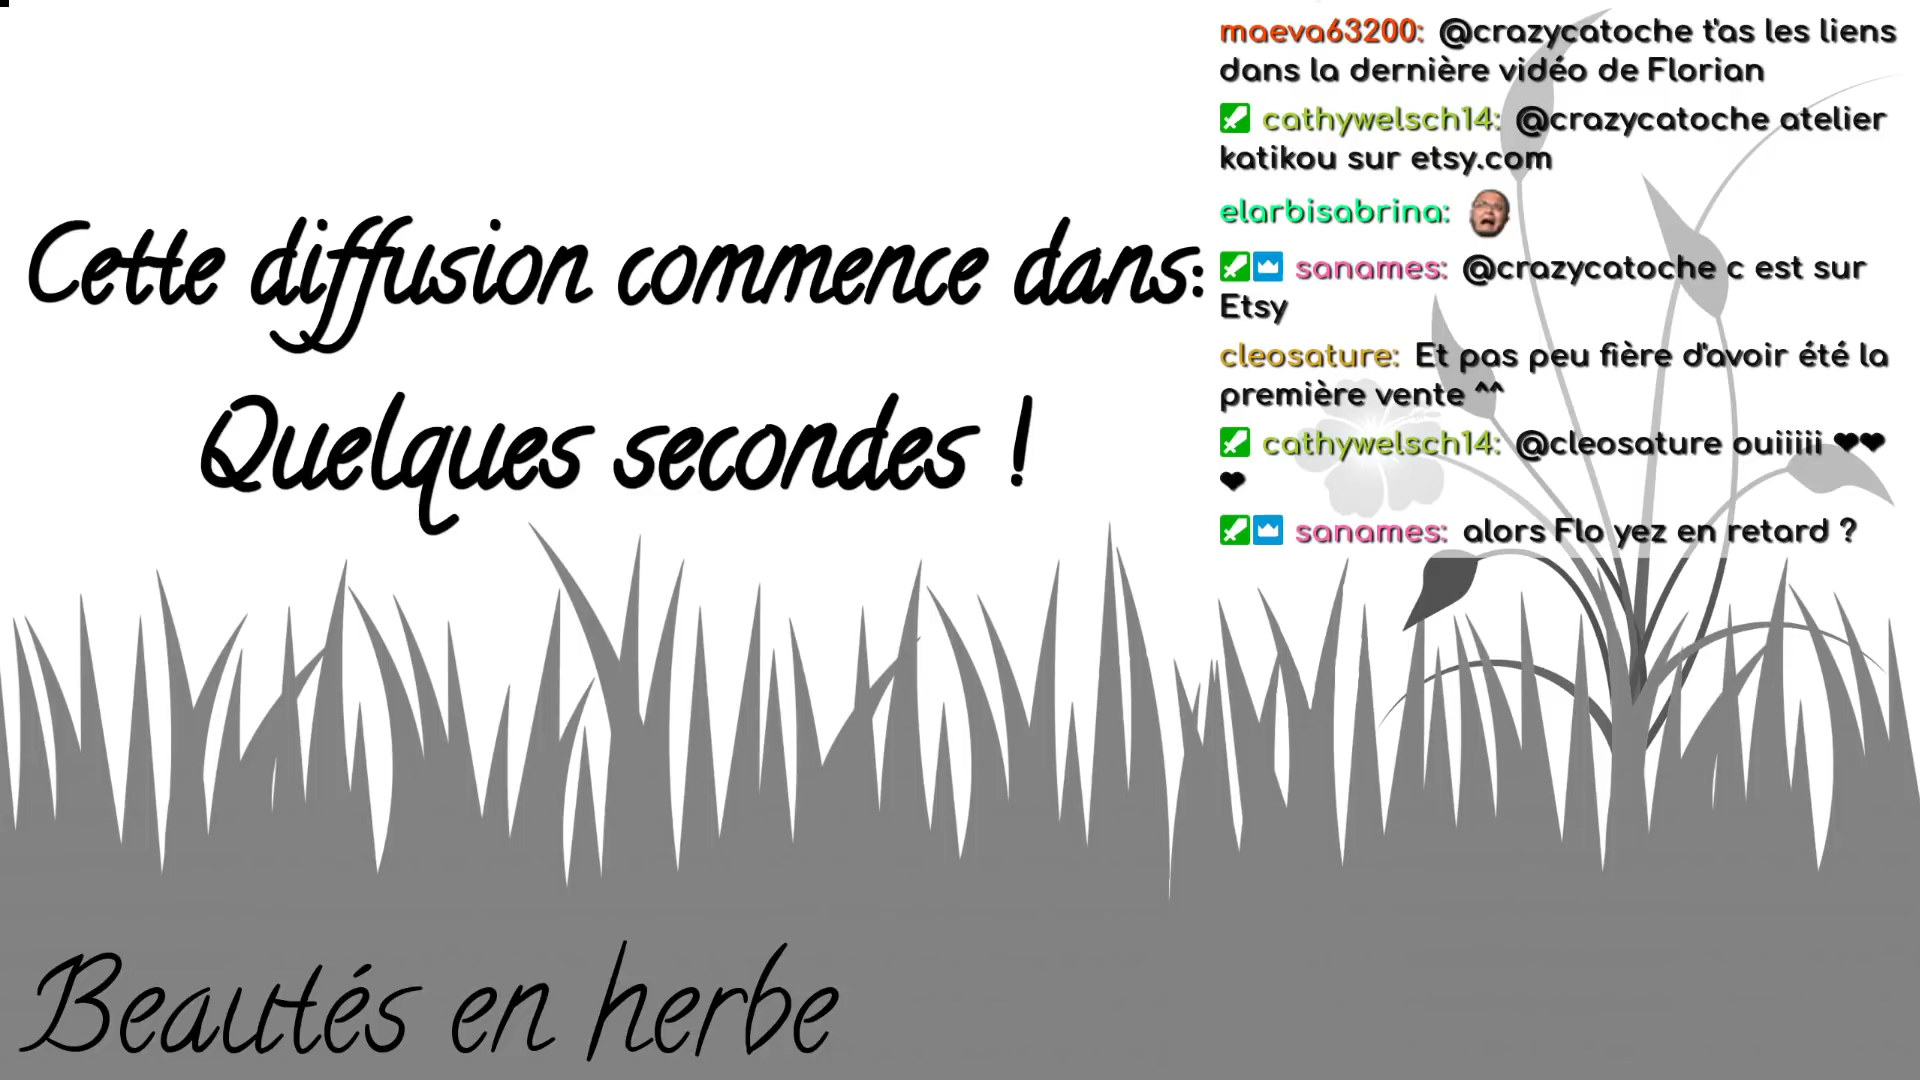 Cette diffusion commence dans:
Quelques secondes !
maeva63200: @crazycatoche t'as les liens
dans la dernière vidéo de Florian
cathywelsch14: @crazycatoche atelier
katikou sur etsy.com
elarbisabrina:
sanames: @crazycatoche c est sur
Etsy
cleosature: Et pas peu fière d'avoir été la
première vente ^^
cathywelsch14: @cleosature ouiiiii ❤❤
❤
sanames: alors Flo yez en retard ?
Beautés en herbe